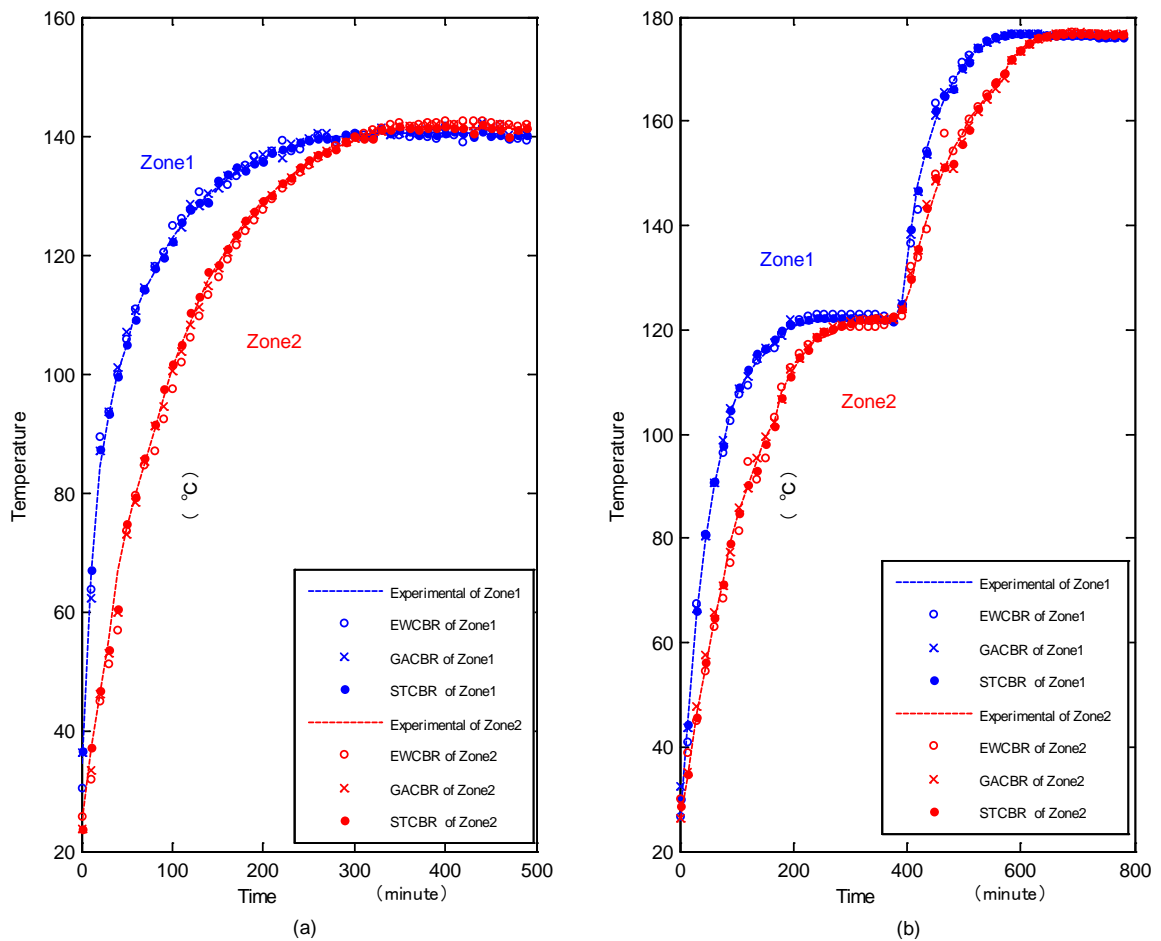 160
140
120
100
80
60
40
20
Temperature
(℃)
Zone1
Zone2
Experimental of Zone1
EWCBR of Zone1
GACBR of Zone1
STCBR of Zone1
Experimental of Zone2
EWCBR of Zone2
GACBR of Zone2
STCBR of Zone2
0 100 200 300 400 500
Time (minute)
(a)
180
160
140
120
100
80
60
40
20
Temperature
(℃)
Zone1
Zone2
Experimental of Zone1
EWCBR of Zone1
GACBR of Zone1
STCBR of Zone1
Experimental of Zone2
EWCBR of Zone2
GACBR of Zone2
STCBR of Zone2
0 200 400 600 800
Time (minute)
(b)